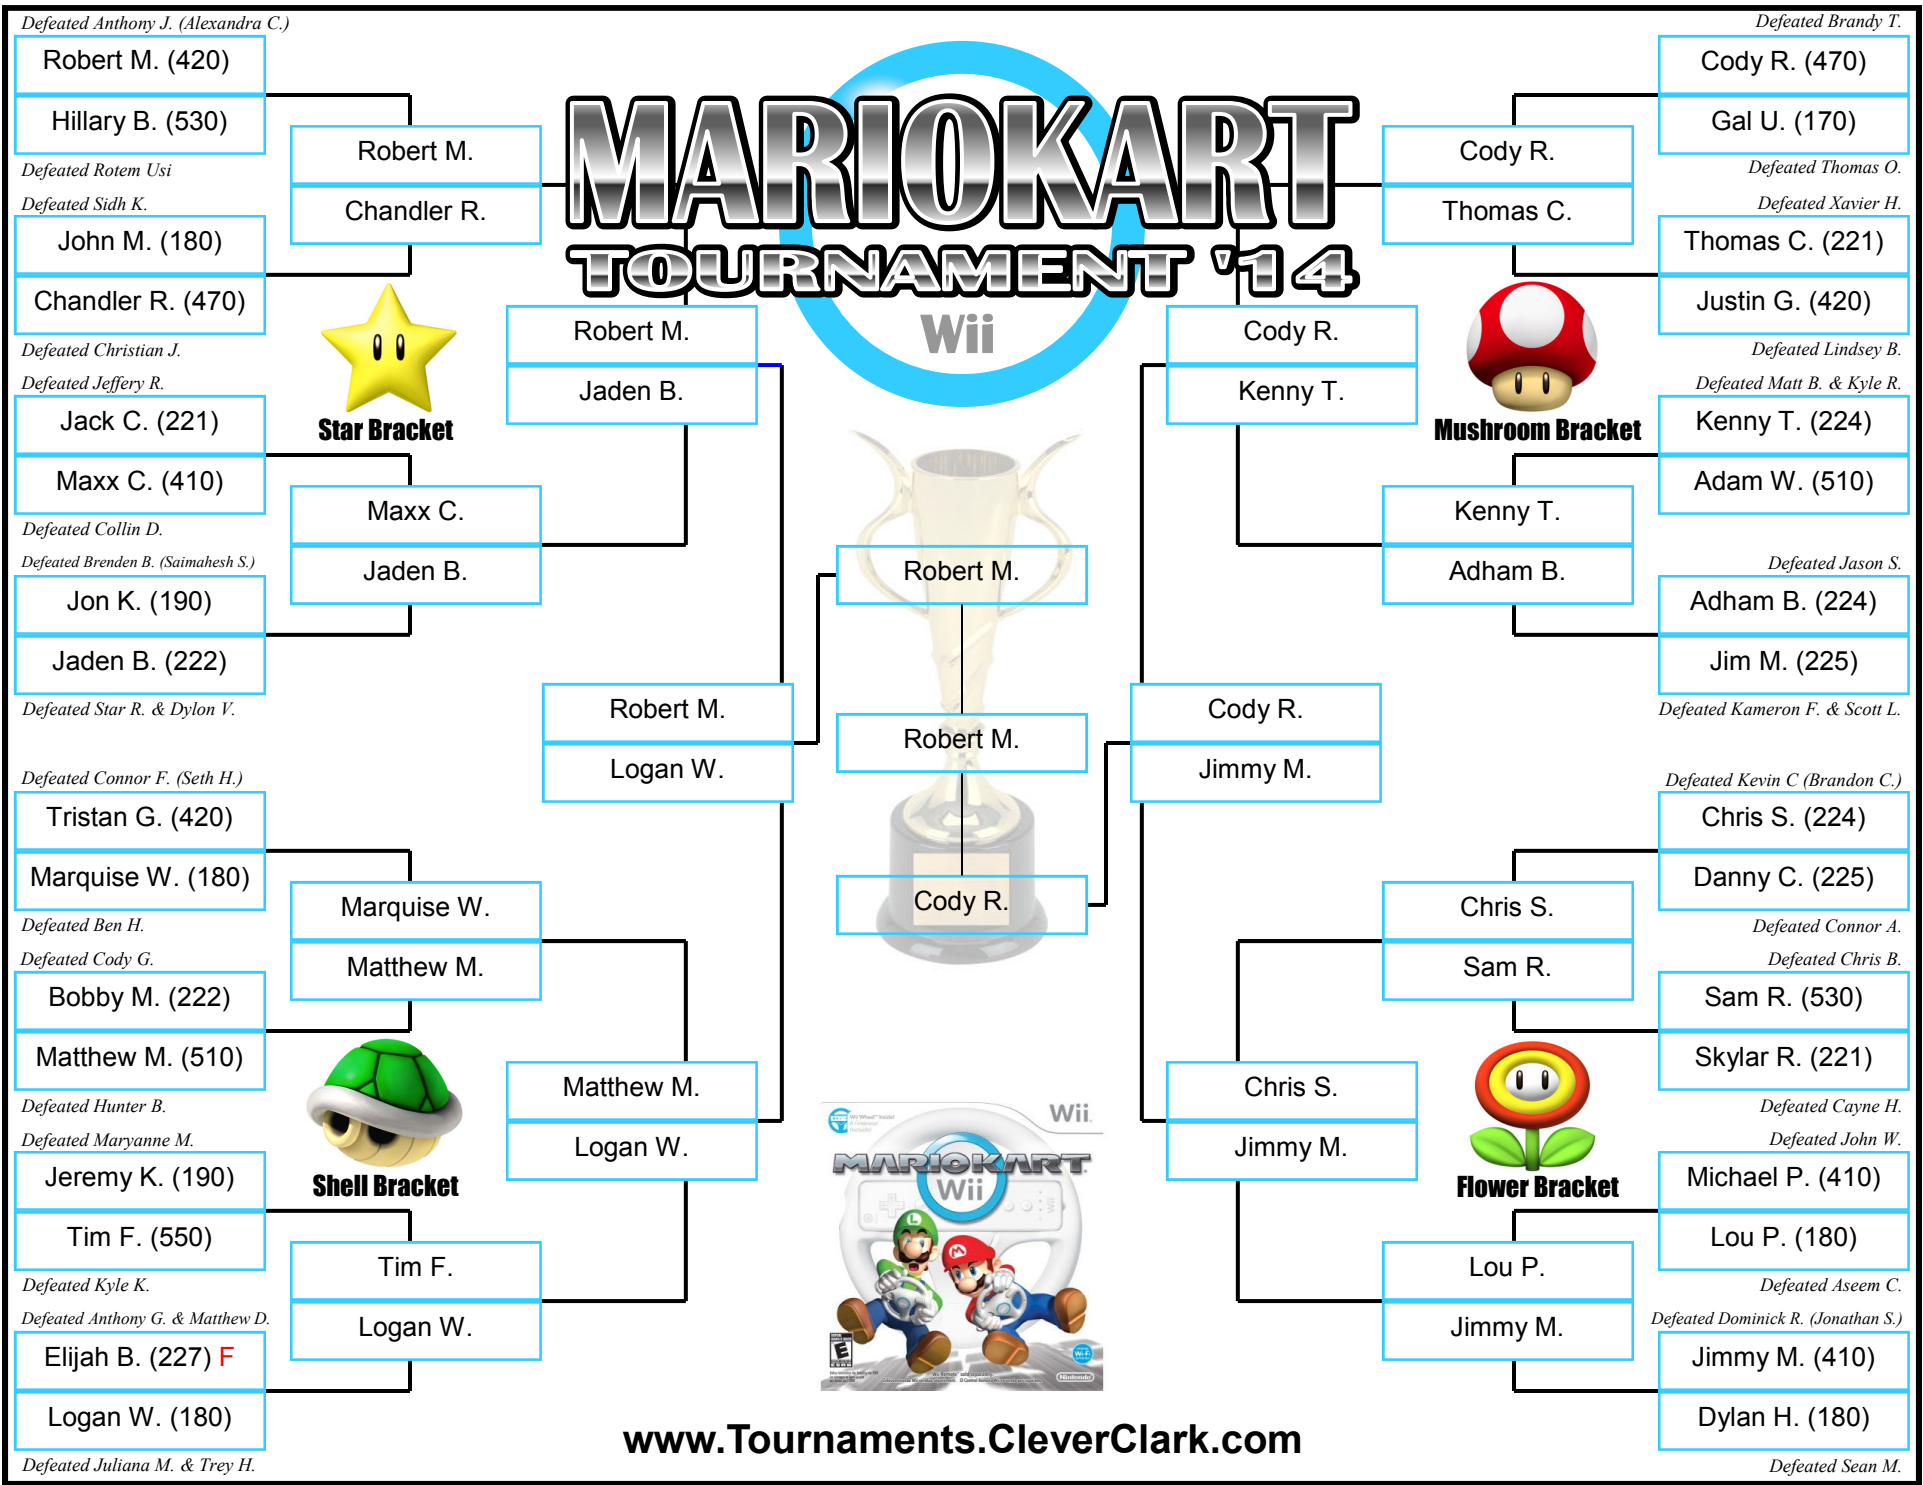 Defeated Anthony J. (Alexandra C.)
Robert M. (420)
Hillary B. (530)
Defeated Rotem Usi
Defeated Sidh K.
John M. (180)
Chandler R. (470)
Defeated Christian J.
Defeated Jeffery R.
Jack C. (221)
Maxx C. (410)
Defeated Collin D.
Defeated Brenden B. (Saimahesh S.)
Jon K. (190)
Jaden B. (222)
Defeated Star R. & Dylon V.
Defeated Connor F. (Seth H.)
Tristan G. (420)
Marquise W. (180)
Defeated Ben H.
Defeated Cody G.
Bobby M. (222)
Matthew M. (510)
Defeated Hunter B.
Defeated Maryanne M.
Jeremy K. (190)
Tim F. (550)
Defeated Kyle K.
Defeated Anthony G. & Matthew D.
Elijah B. (227) F
Logan W. (180)
Defeated Juliana M. & Trey H.
Robert M.
Chandler R.
Star Bracket
Maxx C.
Jaden B.
Marquise W.
Matthew M.
Shell Bracket
Tim F.
Logan W.
Robert M.
Jaden B.
Robert M.
Logan W.
Matthew M.
Logan W.
MARIOKART
TOURNAMENT '14
Wii
Robert M.
Robert M.
Cody R.
Wii
MARIOKART
Wii
Nintendo
www.Tournaments.CleverClark.com
Cody R.
Kenny T.
Cody R.
Jimmy M.
Chris S.
Jimmy M.
Cody R.
Thomas C.
Mushroom Bracket
Kenny T.
Adham B.
Chris S.
Sam R.
Flower Bracket
Lou P.
Jimmy M.
Defeated Brandy T.
Cody R. (470)
Gal U. (170)
Defeated Thomas O.
Defeated Xavier H.
Thomas C. (221)
Justin G. (420)
Defeated Lindsey B.
Defeated Matt B. & Kyle R.
Kenny T. (224)
Adam W. (510)
Defeated Jason S.
Adham B. (224)
Jim M. (225)
Defeated Kameron F. & Scott L.
Defeated Kevin C (Brandon C.)
Chris S. (224)
Danny C. (225)
Defeated Connor A.
Defeated Chris B.
Sam R. (530)
Skylar R. (221)
Defeated Cayne H.
Defeated John W.
Michael P. (410)
Lou P. (180)
Defeated Aseem C.
Defeated Dominick R. (Jonathan S.)
Jimmy M. (410)
Dylan H. (180)
Defeated Sean M.